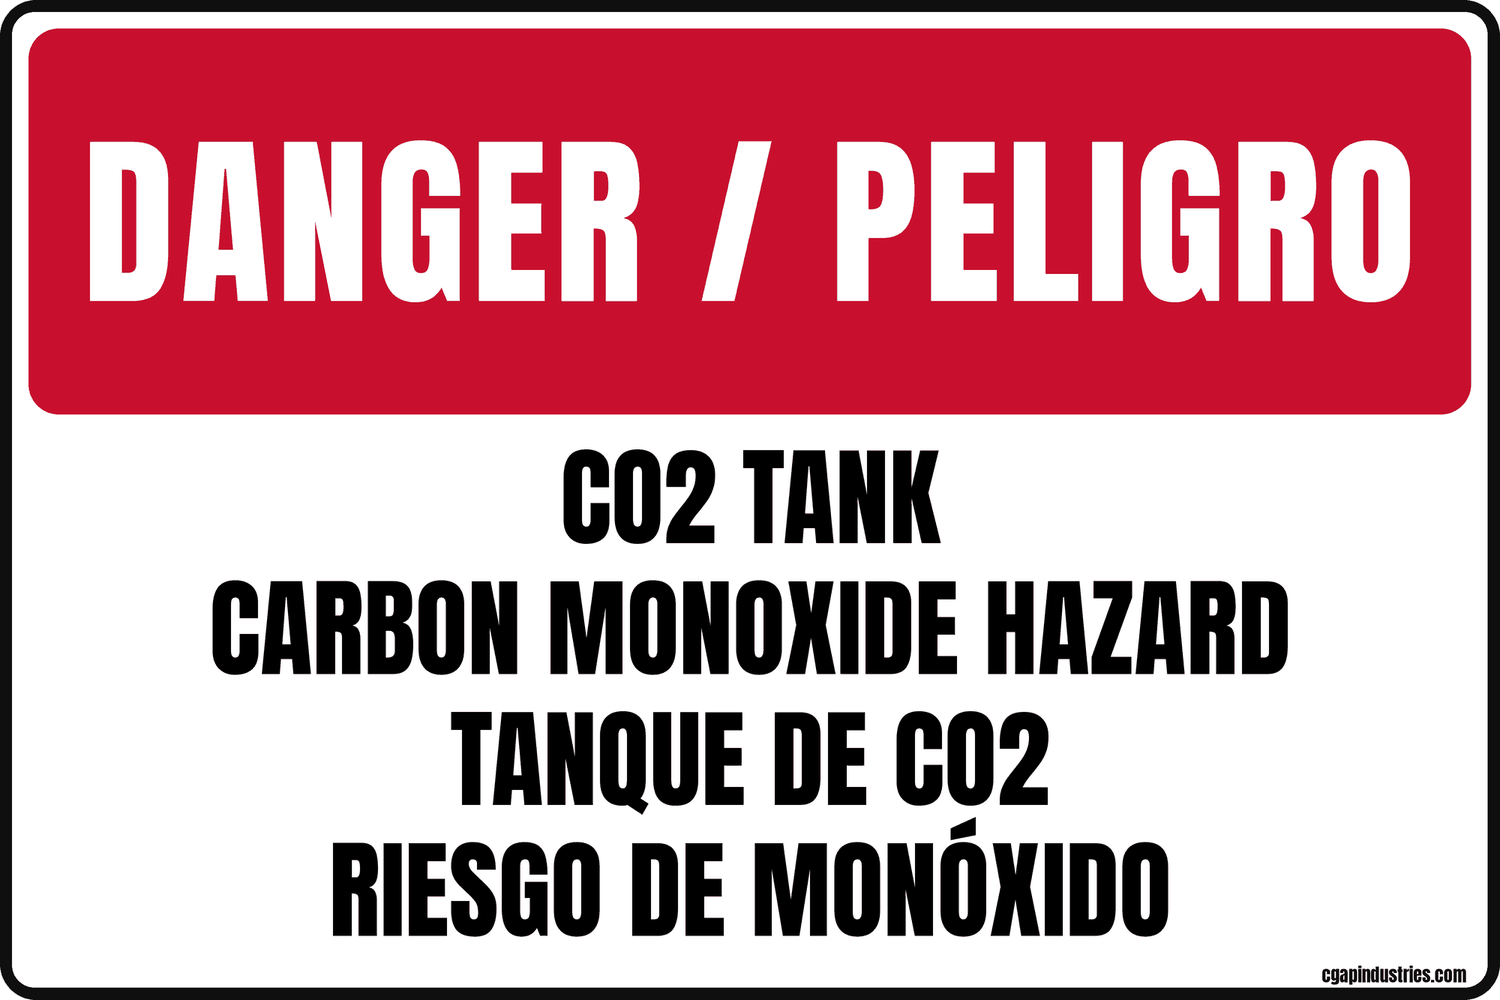 DANGER / PELIGRO
CO2 TANK
CARBON MONOXIDE HAZARD
TANQUE DE CO2
RIESGO DE MONÓXIDO
cgapindustries.com